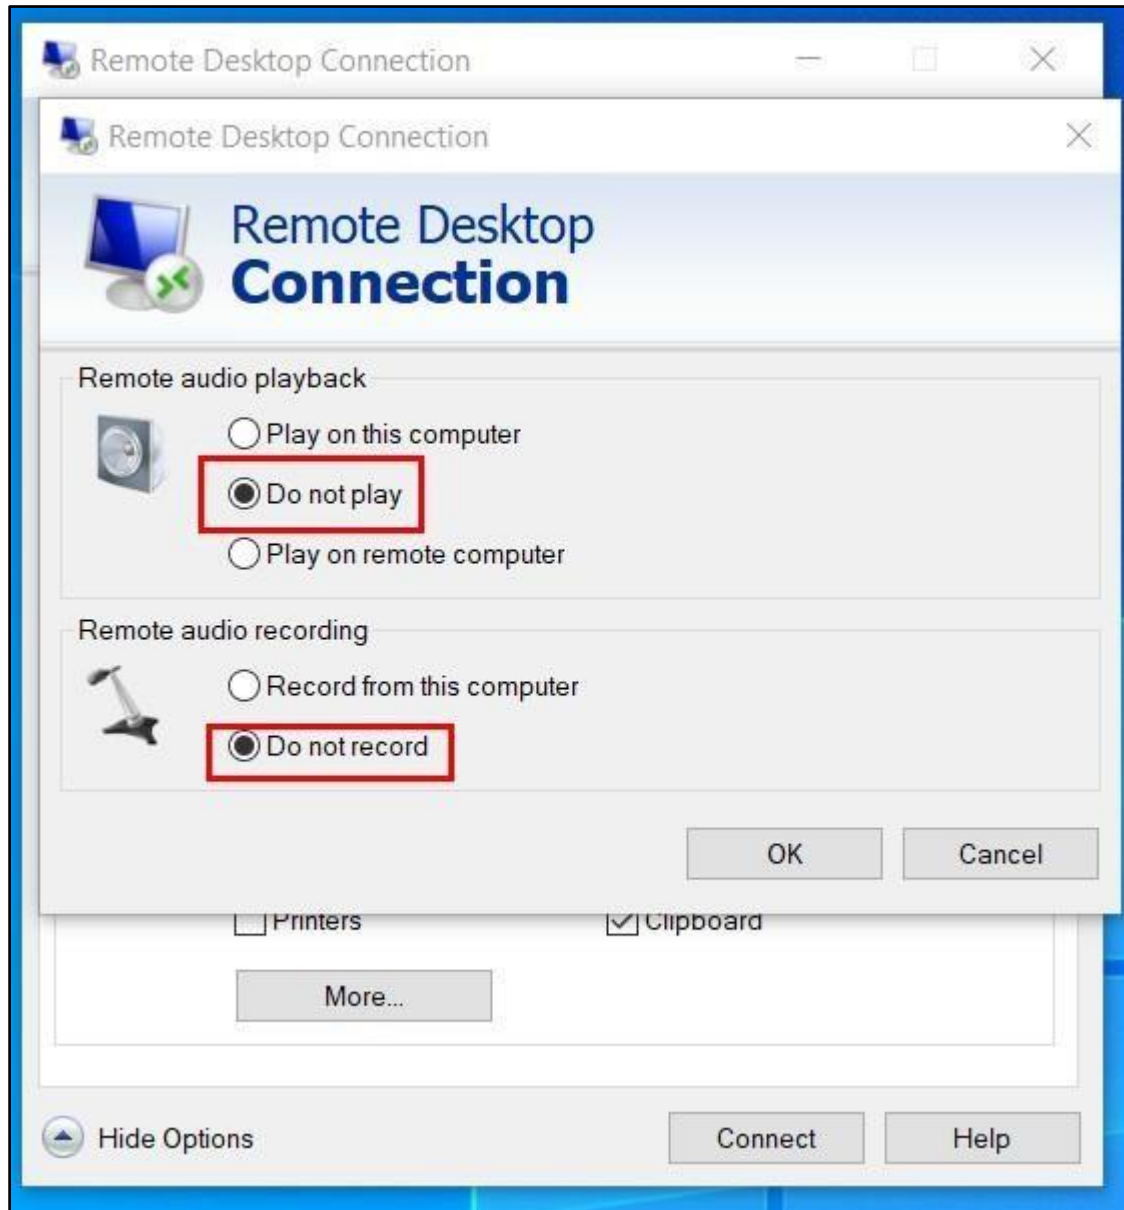 Remote Desktop Connection
Remote Desktop Connection
Remote Desktop
Connection
Remote audio playback
Play on this computer
Do not play
Play on remote computer
Remote audio recording
Record from this computer
Do not record
OK Cancel
Printers Clipboard
More...
Hide Options Connect Help